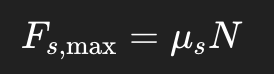 F_{s,max} = μ_s N